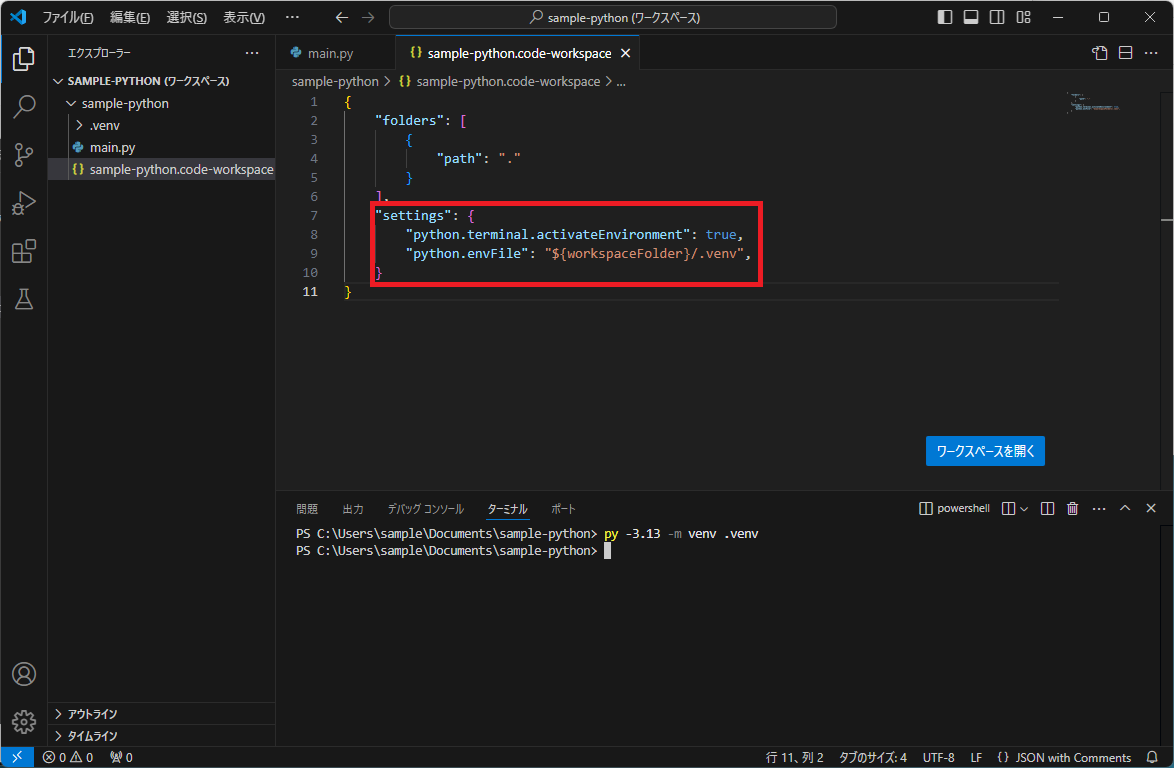 ファイル(F) 編集(E) 選択(S) 表示(V) ··· sample-python (ワークスペース)
エクスプローラー ···
main.py
{} sample-python.code-workspace
sample-python > {} sample-python.code-workspace > ...
SAMPLE-PYTHON (ワークスペース)
sample-python
.venv
main.py
{} sample-python.code-workspace
1 {
2 "folders": [
3 {
4 "path": "."
5 }
6 ],
7 "settings": {
8 "python.terminal.activateEnvironment": true,
9 "python.envFile": "${workspaceFolder}/.venv",
10 }
11 }
ワークスペースを開く
問題 出力 デバッグ コンソール ターミナル ポート
powershell
PS C:\Users\sample\Documents\sample-python> py -3.13 -m venv .venv
PS C:\Users\sample\Documents\sample-python>
アウトライン
タイムライン
0 0 0 行 11、列 2 タブのサイズ: 4 UTF-8 LF {} JSON with Comments